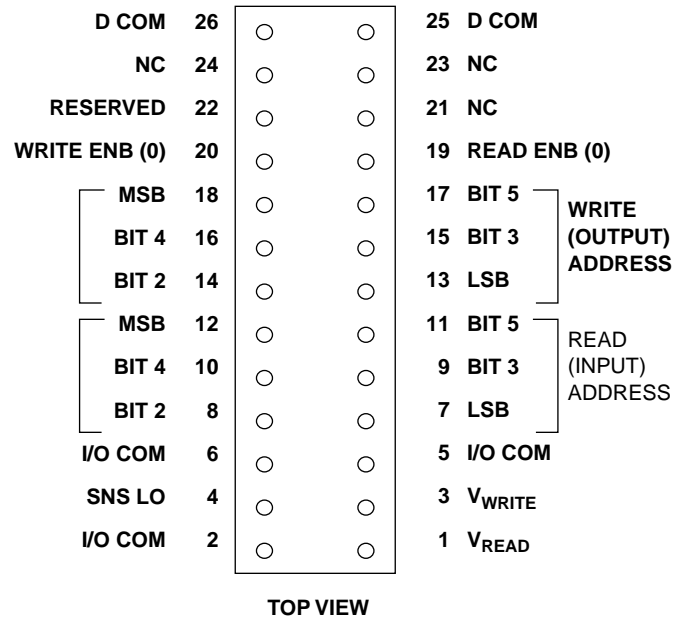 D COM 26 25 D COM
NC 24 23 NC
RESERVED 22 21 NC
WRITE ENB (0) 20 19 READ ENB (0)
MSB 18 17 BIT 5
BIT 4 16 15 BIT 3
BIT 2 14 13 LSB
WRITE
(OUTPUT)
ADDRESS
MSB 12 11 BIT 5
BIT 4 10 9 BIT 3
BIT 2 8 7 LSB
READ
(INPUT)
ADDRESS
I/O COM 6 5 I/O COM
SNS LO 4 3 VWRITE
I/O COM 2 1 VREAD
TOP VIEW